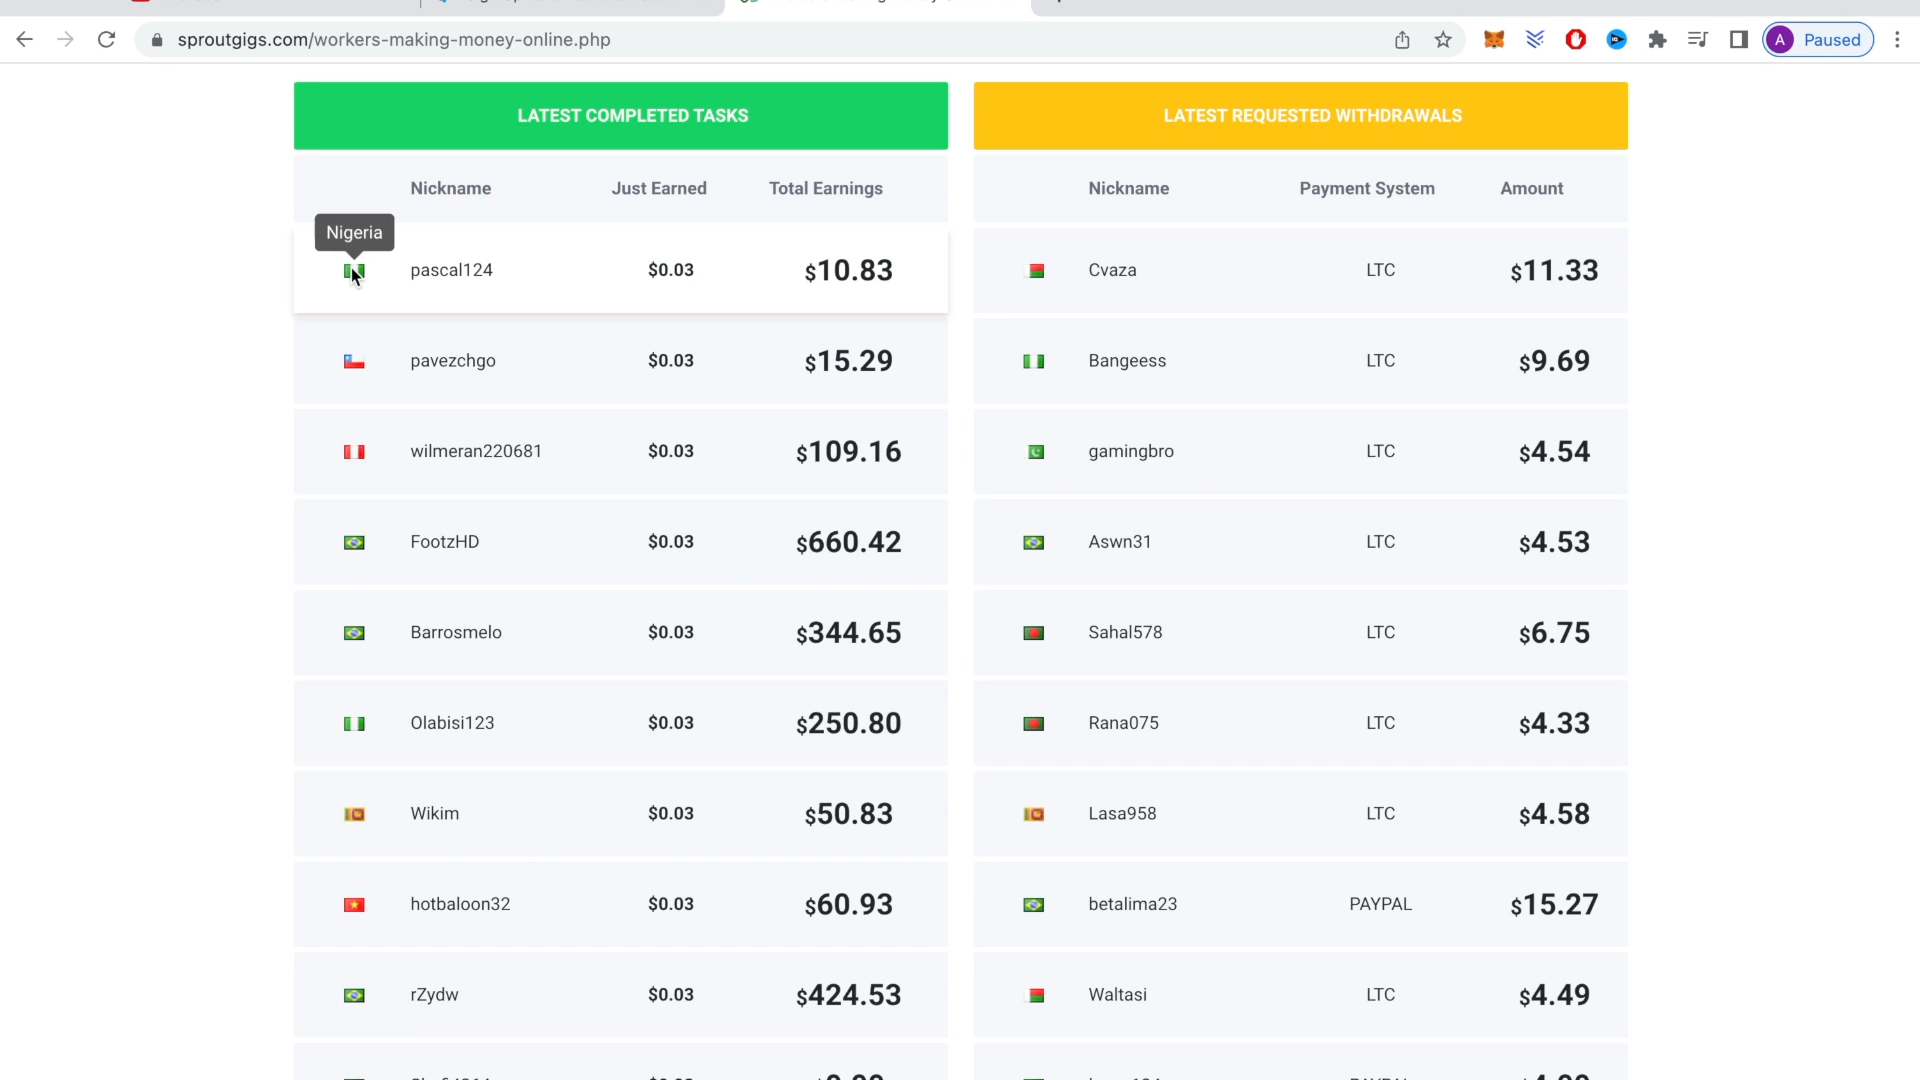 sproutgigs.com/workers-making-money-online.php
A Paused
LATEST COMPLETED TASKS
Nickname Just Earned Total Earnings
Nigeria
pascal124 $0.03 $10.83
pavezchgo $0.03 $15.29
wilmeran220681 $0.03 $109.16
FootzHD $0.03 $660.42
Barrosmelo $0.03 $344.65
Olabisi123 $0.03 $250.80
Wikim $0.03 $50.83
hotbaloon32 $0.03 $60.93
rZydw $0.03 $424.53
LATEST REQUESTED WITHDRAWALS
Nickname Payment System Amount
Cvaza LTC $11.33
Bangeess LTC $9.69
gamingbro LTC $4.54
Aswn31 LTC $4.53
Sahal578 LTC $6.75
Rana075 LTC $4.33
Lasa958 LTC $4.58
betalima23 PAYPAL $15.27
Waltasi LTC $4.49